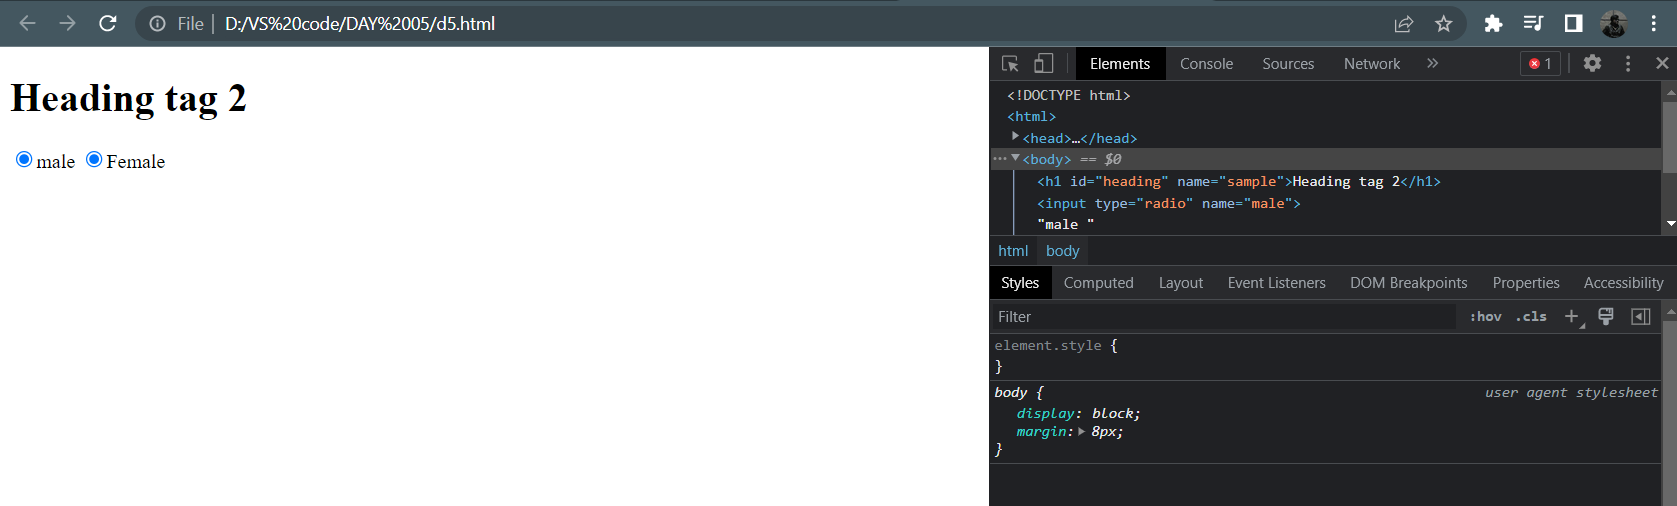 File | D:/VS%20code/DAY%2005/d5.html
Heading tag 2
male Female
Elements Console Sources Network » 1
<!DOCTYPE html>
<html>
<head>…</head>
<body> == $0
<h1 id="heading" name="sample">Heading tag 2</h1>
<input type="radio" name="male">
"male "
html body
Styles Computed Layout Event Listeners DOM Breakpoints Properties Accessibility
Filter :hov .cls +
element.style {
}
body { user agent stylesheet
display: block;
margin: 8px;
}